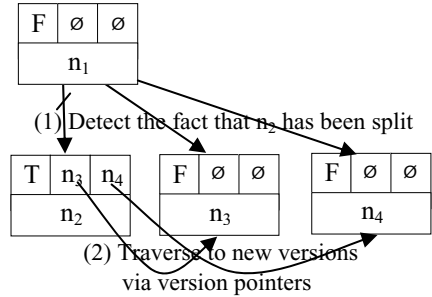 F ∅ ∅
n₁
(1) Detect the fact that n₂ has been split
T n₃ n₄
n₂
F ∅ ∅
n₃
F ∅ ∅
n₄
(2) Traverse to new versions
via version pointers